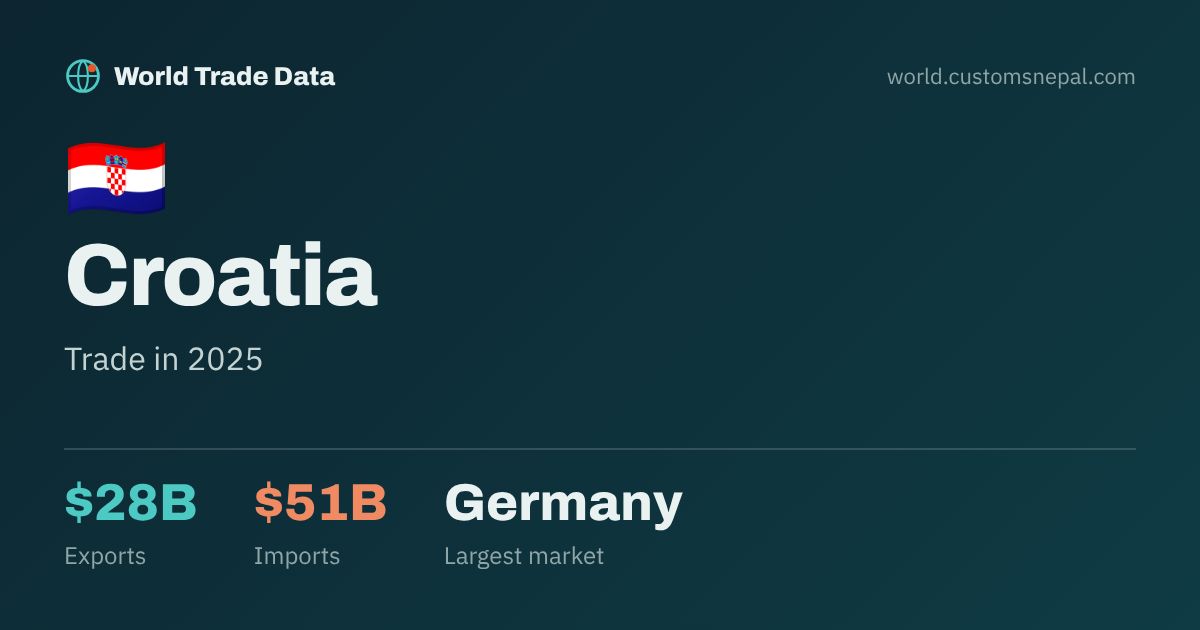 World Trade Data
world.customsnepal.com
Croatia
Trade in 2025
$28B
Exports
$51B
Imports
Germany
Largest market